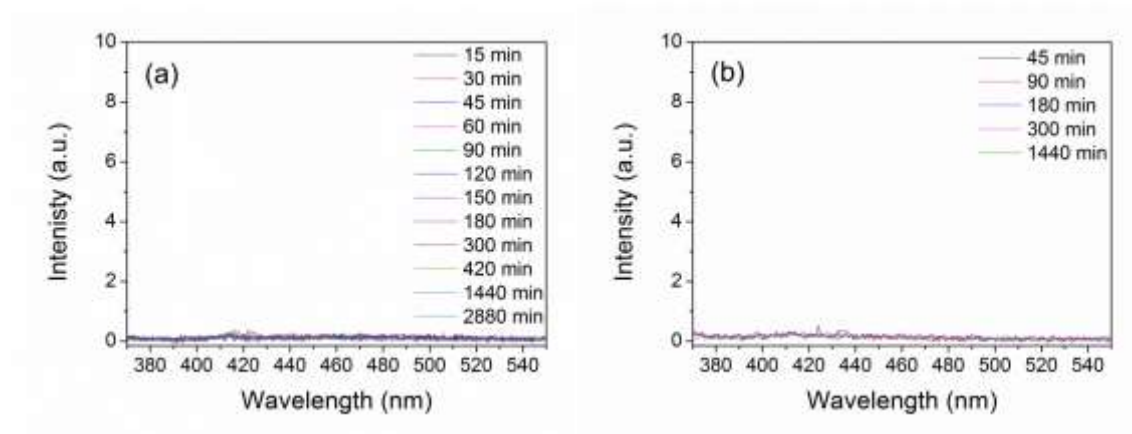 (a)
10
8
6
4
2
0
Intenisty (a.u.)
15 min
30 min
45 min
60 min
90 min
120 min
150 min
180 min
300 min
420 min
1440 min
2880 min
380 400 420 440 460 480 500 520 540
Wavelength (nm)
(b)
10
8
6
4
2
0
Intensity (a.u.)
45 min
90 min
180 min
300 min
1440 min
380 400 420 440 460 480 500 520 540
Wavelength (nm)